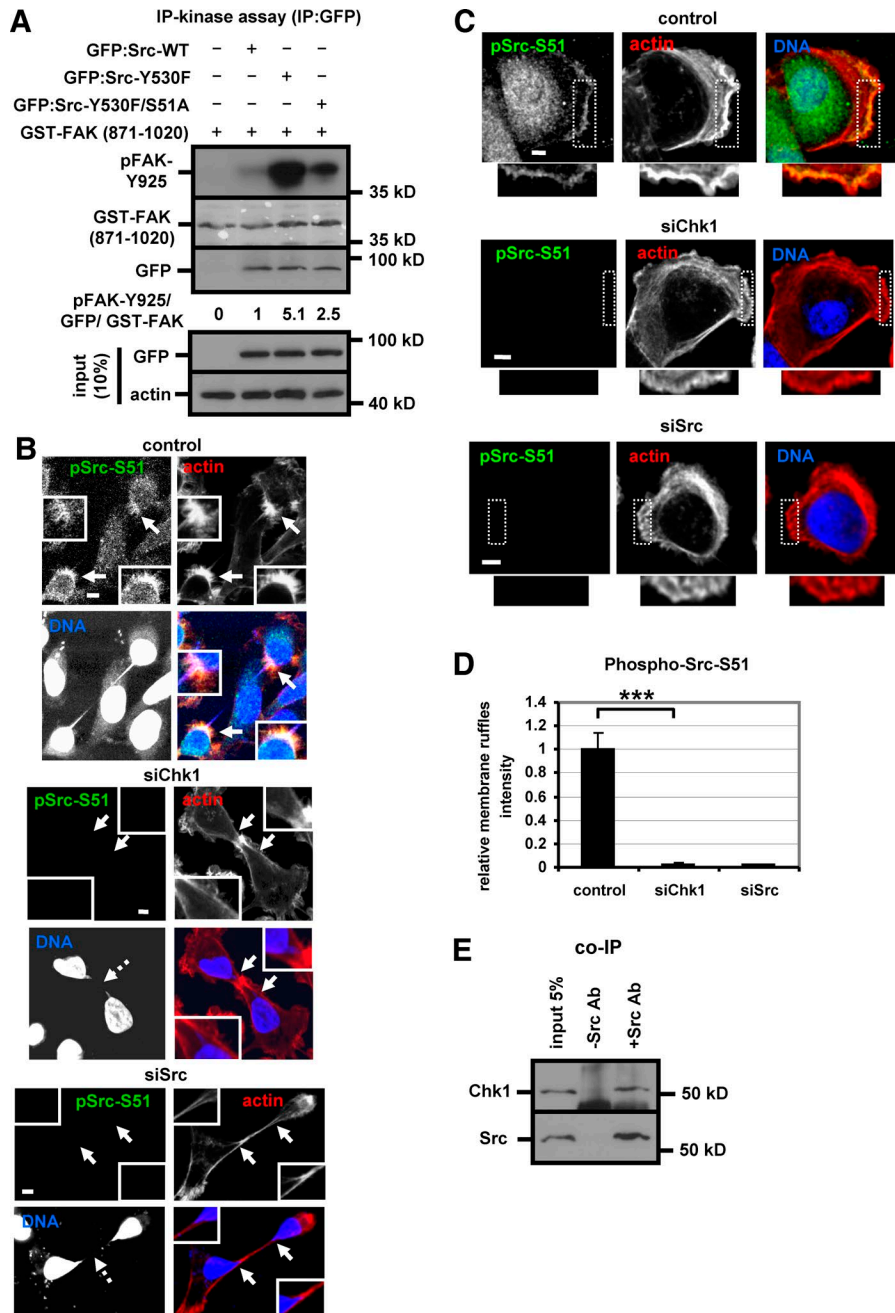 A
IP-kinase assay (IP:GFP)
GFP:Src-WT – + – –
GFP:Src-Y530F – – + –
GFP:Src-Y530F/S51A – – – +
GST-FAK (871-1020) + + + +
pFAK-
Y925
35 kD
GST-FAK
(871-1020)
35 kD
GFP
100 kD
pFAK-Y925/
GFP/ GST-FAK
0 1 5.1 2.5
input
(10%)
GFP
100 kD
actin
40 kD
B
control
pSrc-S51
actin
DNA
siChk1
pSrc-S51
actin
DNA
siSrc
pSrc-S51
actin
DNA
C
control
pSrc-S51
actin
DNA
siChk1
pSrc-S51
actin
DNA
siSrc
pSrc-S51
actin
DNA
D
Phospho-Src-S51
relative membrane ruffles
intensity
1.4
1.2
1
0.8
0.6
0.4
0.2
0
***
control siChk1 siSrc
E
co-IP
input 5%
-Src Ab
+Src Ab
Chk1
50 kD
Src
50 kD